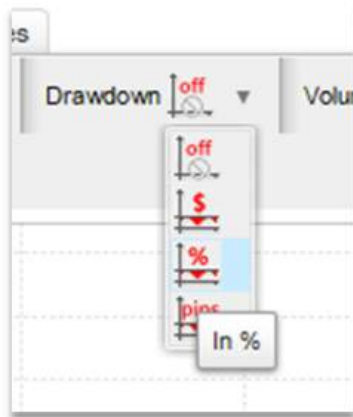 es
Drawdown off Volu
off
$
%
pips
In %